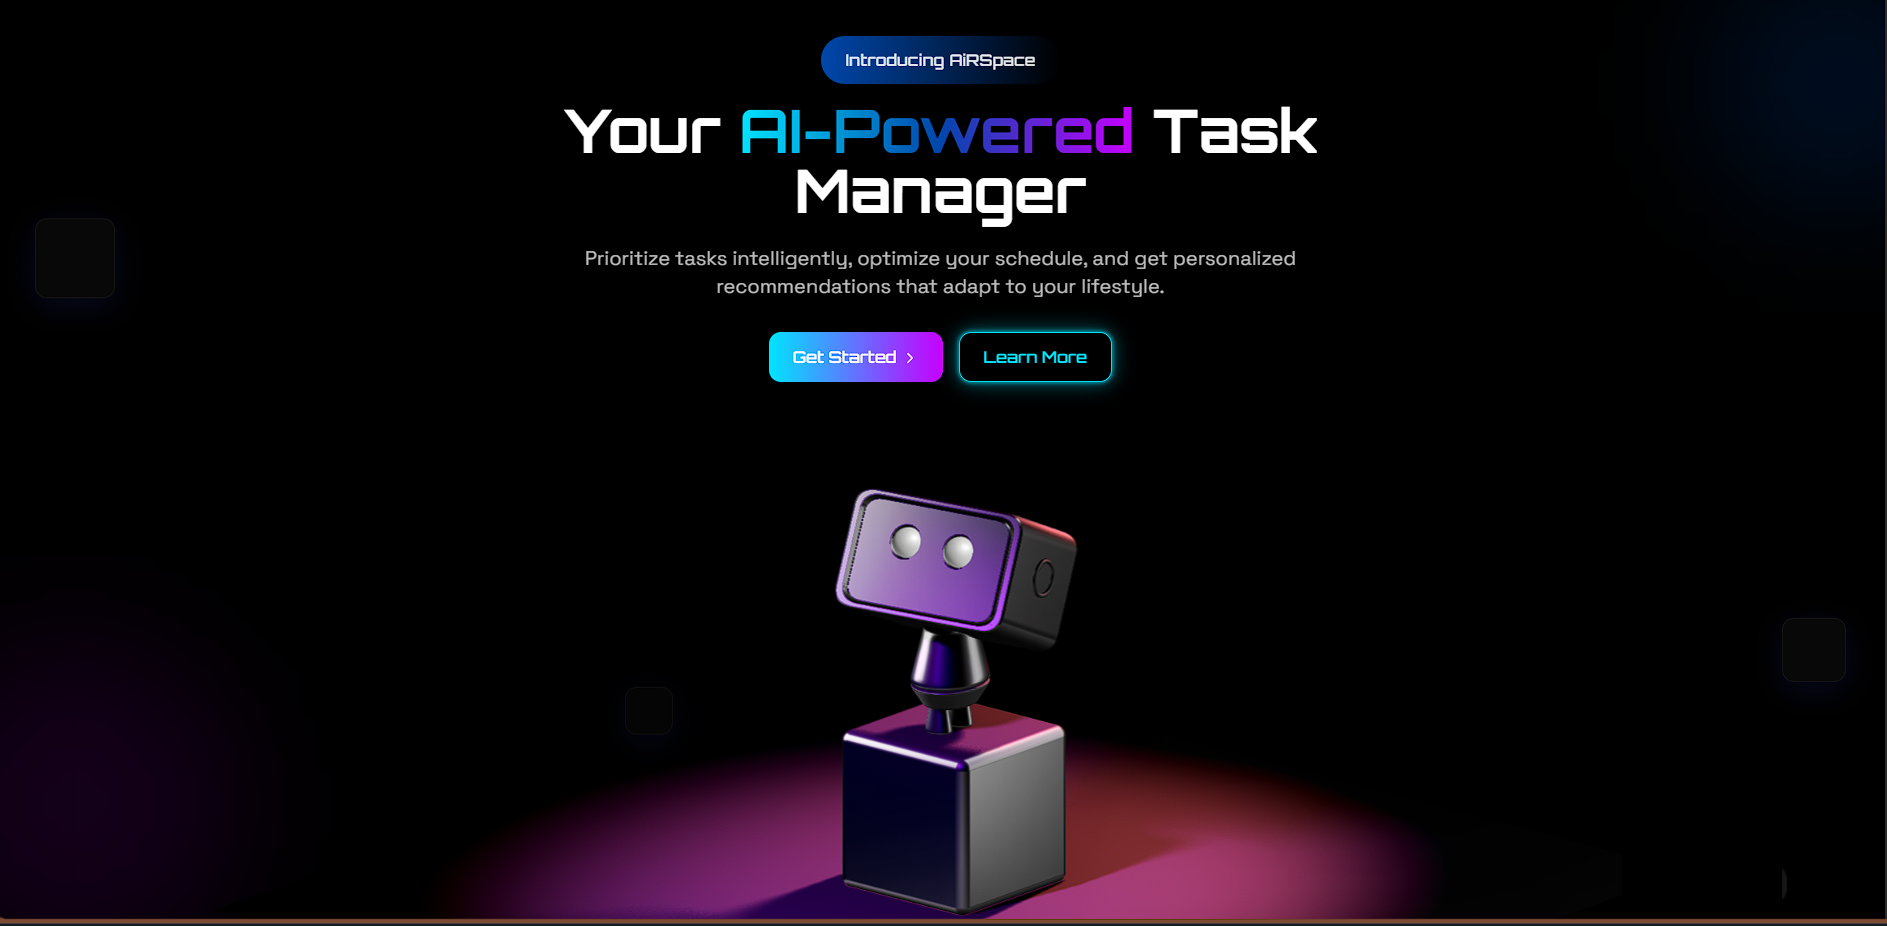 Introducing AiRSpace
Your AI-Powered Task
Manager
Prioritize tasks intelligently, optimize your schedule, and get personalized
recommendations that adapt to your lifestyle.
Get Started
Learn More